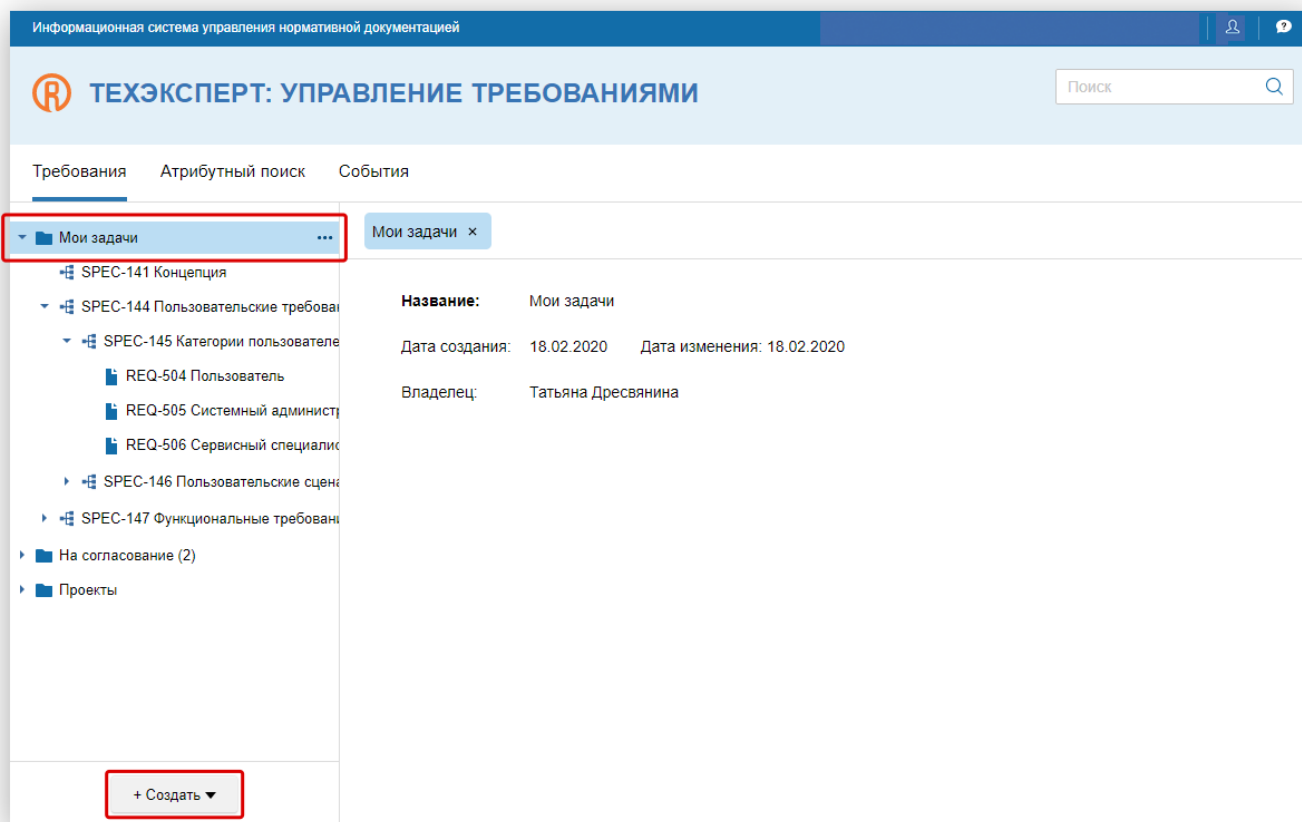 Информационная система управления нормативной документацией
ТЕХЭКСПЕРТ: УПРАВЛЕНИЕ ТРЕБОВАНИЯМИ
Поиск
Требования Атрибутный поиск События
Мои задачи ...
Мои задачи ×
SPEC-141 Концепция
SPEC-144 Пользовательские требован
SPEC-145 Категории пользователе
REQ-504 Пользователь
REQ-505 Системный администр
REQ-506 Сервисный специалис
SPEC-146 Пользовательские сцена
SPEC-147 Функциональные требован
На согласование (2)
Проекты
+ Создать
Название: Мои задачи
Дата создания: 18.02.2020 Дата изменения: 18.02.2020
Владелец: Татьяна Дресвянина